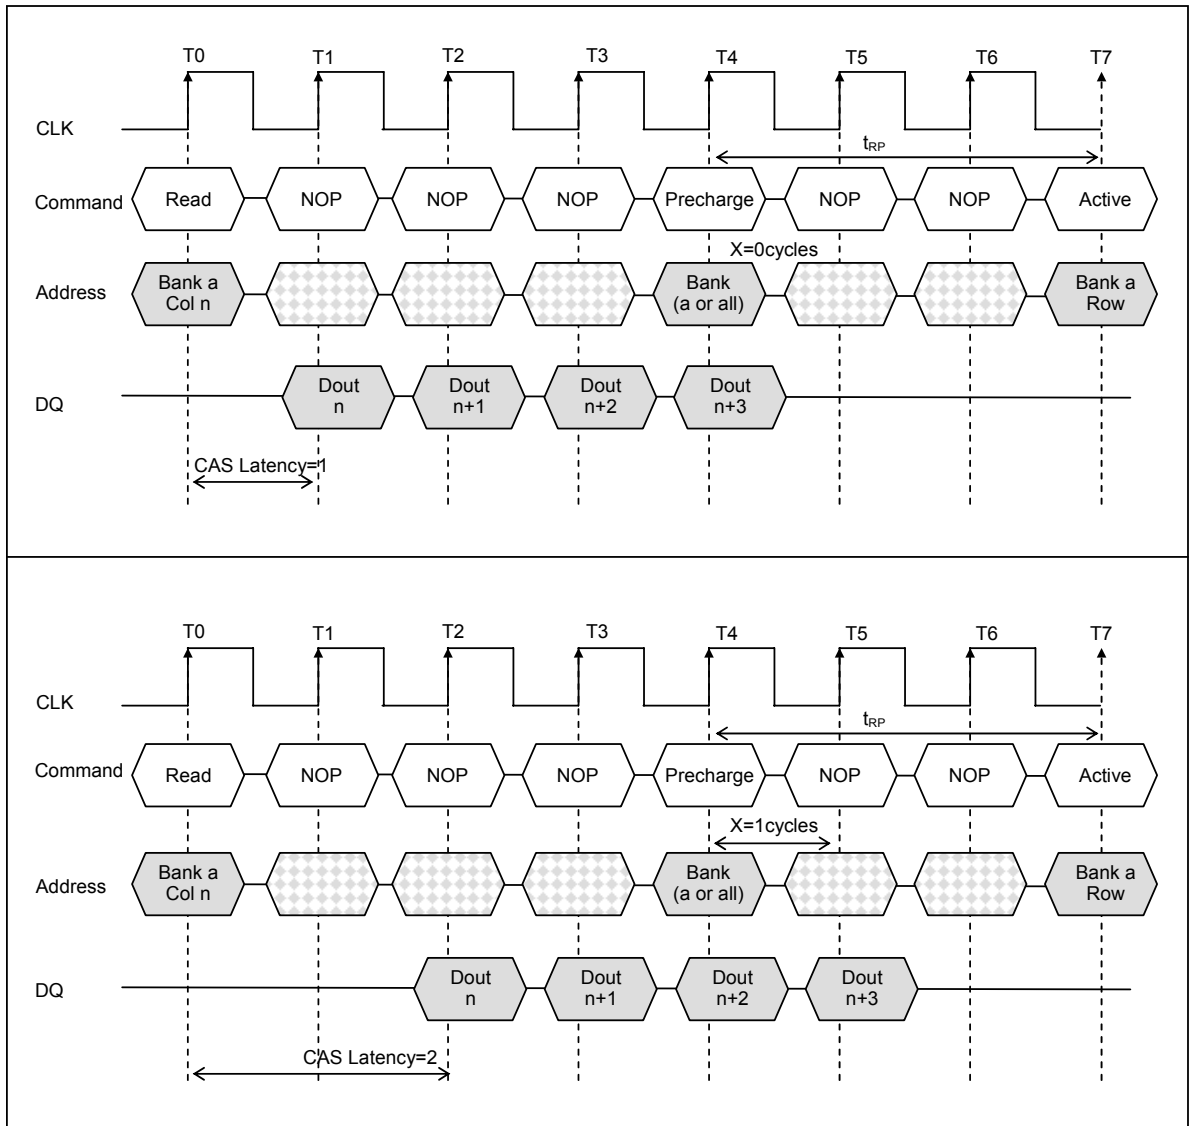 T0 T1 T2 T3 T4 T5 T6 T7
CLK
tRP
Command Read NOP NOP NOP Precharge NOP NOP Active
X=0cycles
Address Bank a Col n Bank (a or all) Bank a Row
DQ Dout n Dout n+1 Dout n+2 Dout n+3
CAS Latency=1
T0 T1 T2 T3 T4 T5 T6 T7
CLK
tRP
Command Read NOP NOP NOP Precharge NOP NOP Active
X=1cycles
Address Bank a Col n Bank (a or all) Bank a Row
DQ Dout n Dout n+1 Dout n+2 Dout n+3
CAS Latency=2